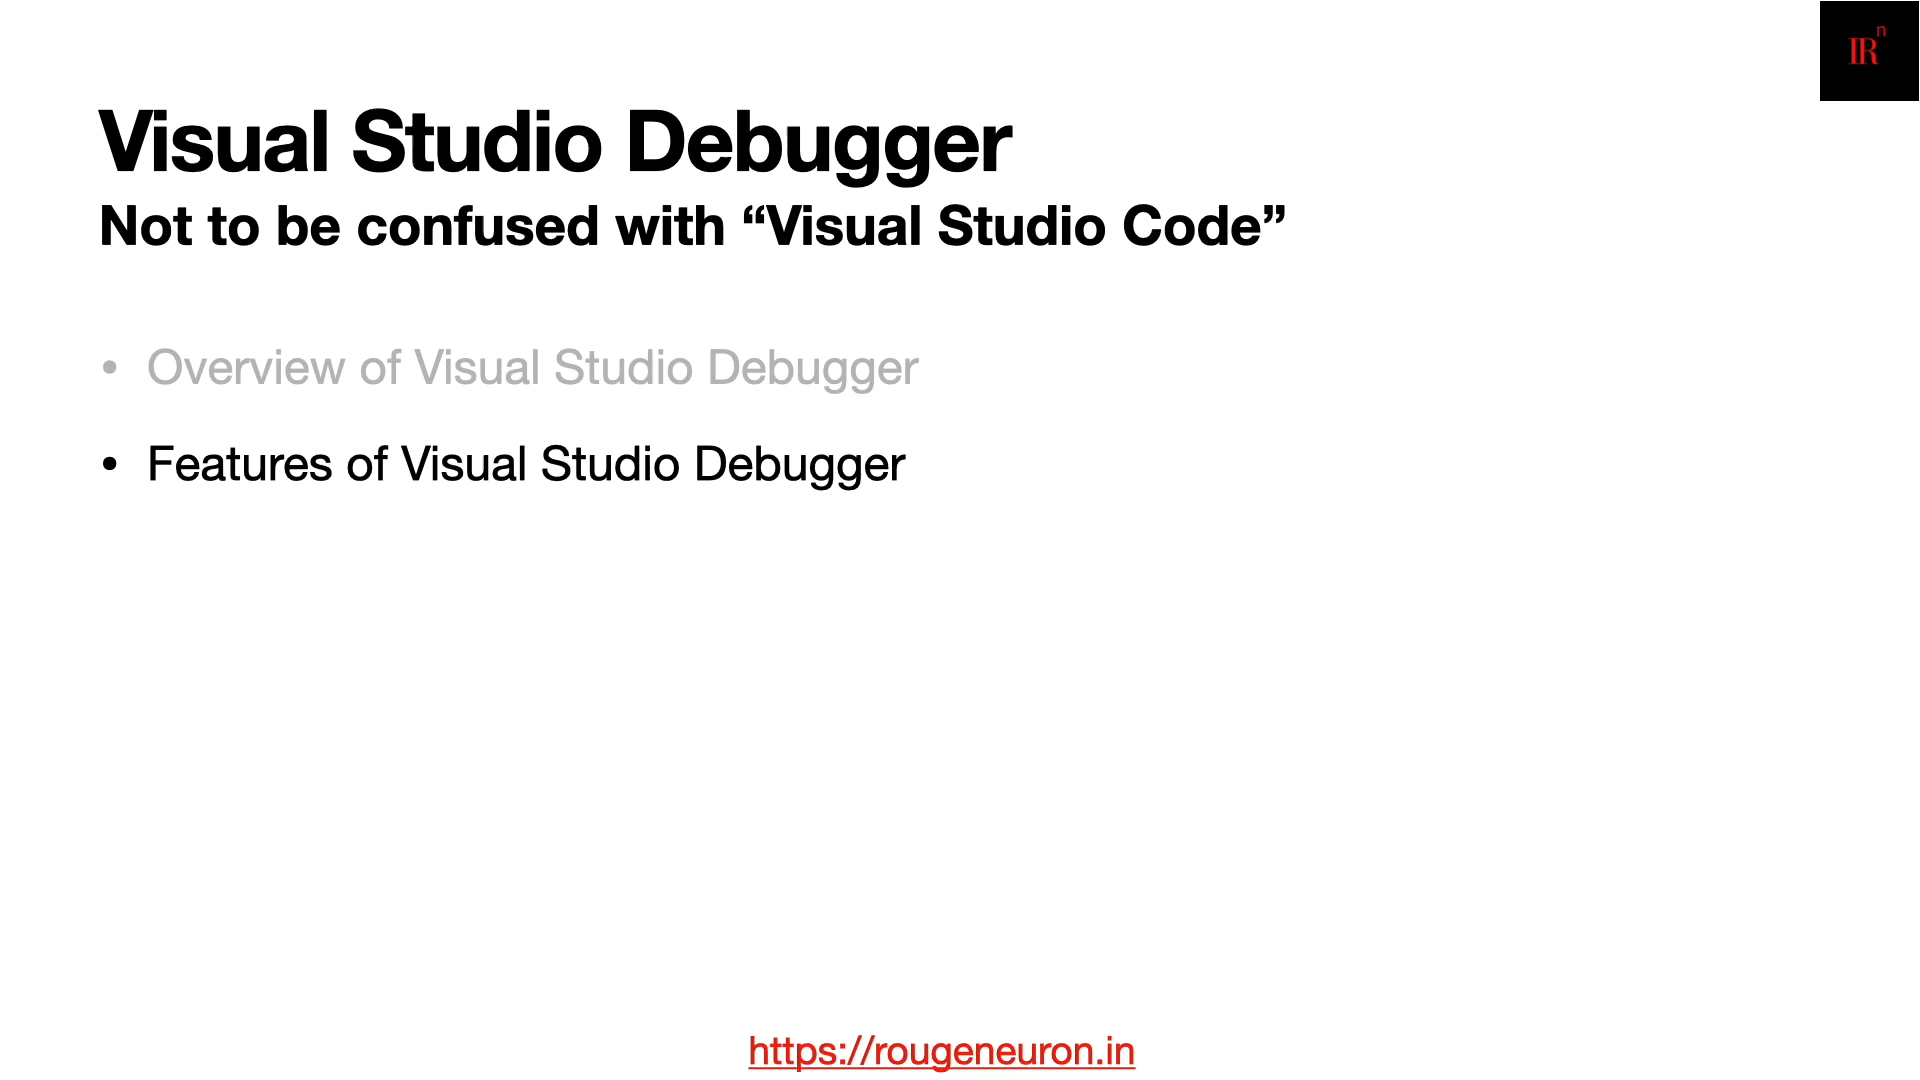 IRn
Visual Studio Debugger
Not to be confused with “Visual Studio Code”
• Overview of Visual Studio Debugger
• Features of Visual Studio Debugger
https://rougeneuron.in